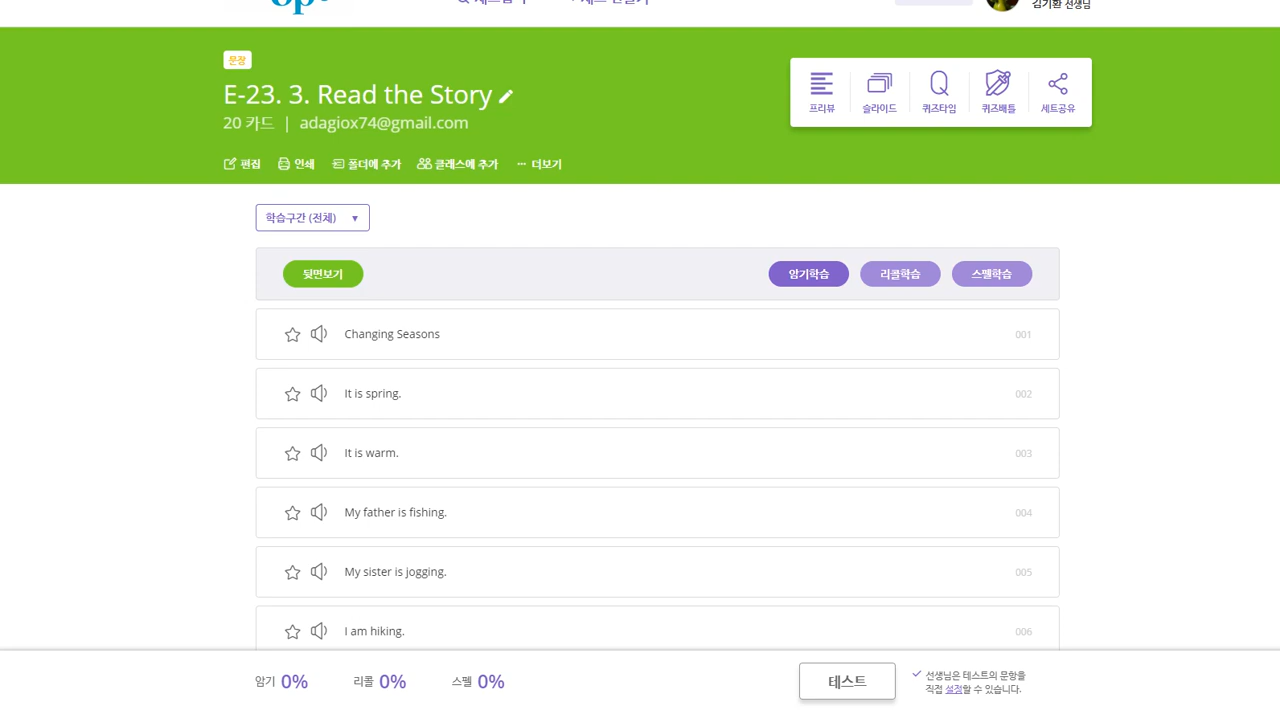 김기환 선생님
문장
E-23. 3. Read the Story
20 카드 | adagiox74@gmail.com
프리뷰 슬라이드 퀴즈타임 퀴즈배틀 세트공유
편집 인쇄 폴더에 추가 클래스에 추가 ··· 더보기
학습구간 (전체) ▼
뒷면보기 암기학습 리콜학습 스펠학습
Changing Seasons 001
It is spring. 002
It is warm. 003
My father is fishing. 004
My sister is jogging. 005
I am hiking. 006
암기 0% 리콜 0% 스펠 0%
테스트
선생님은 테스트의 문항을
직접 설정할 수 있습니다.